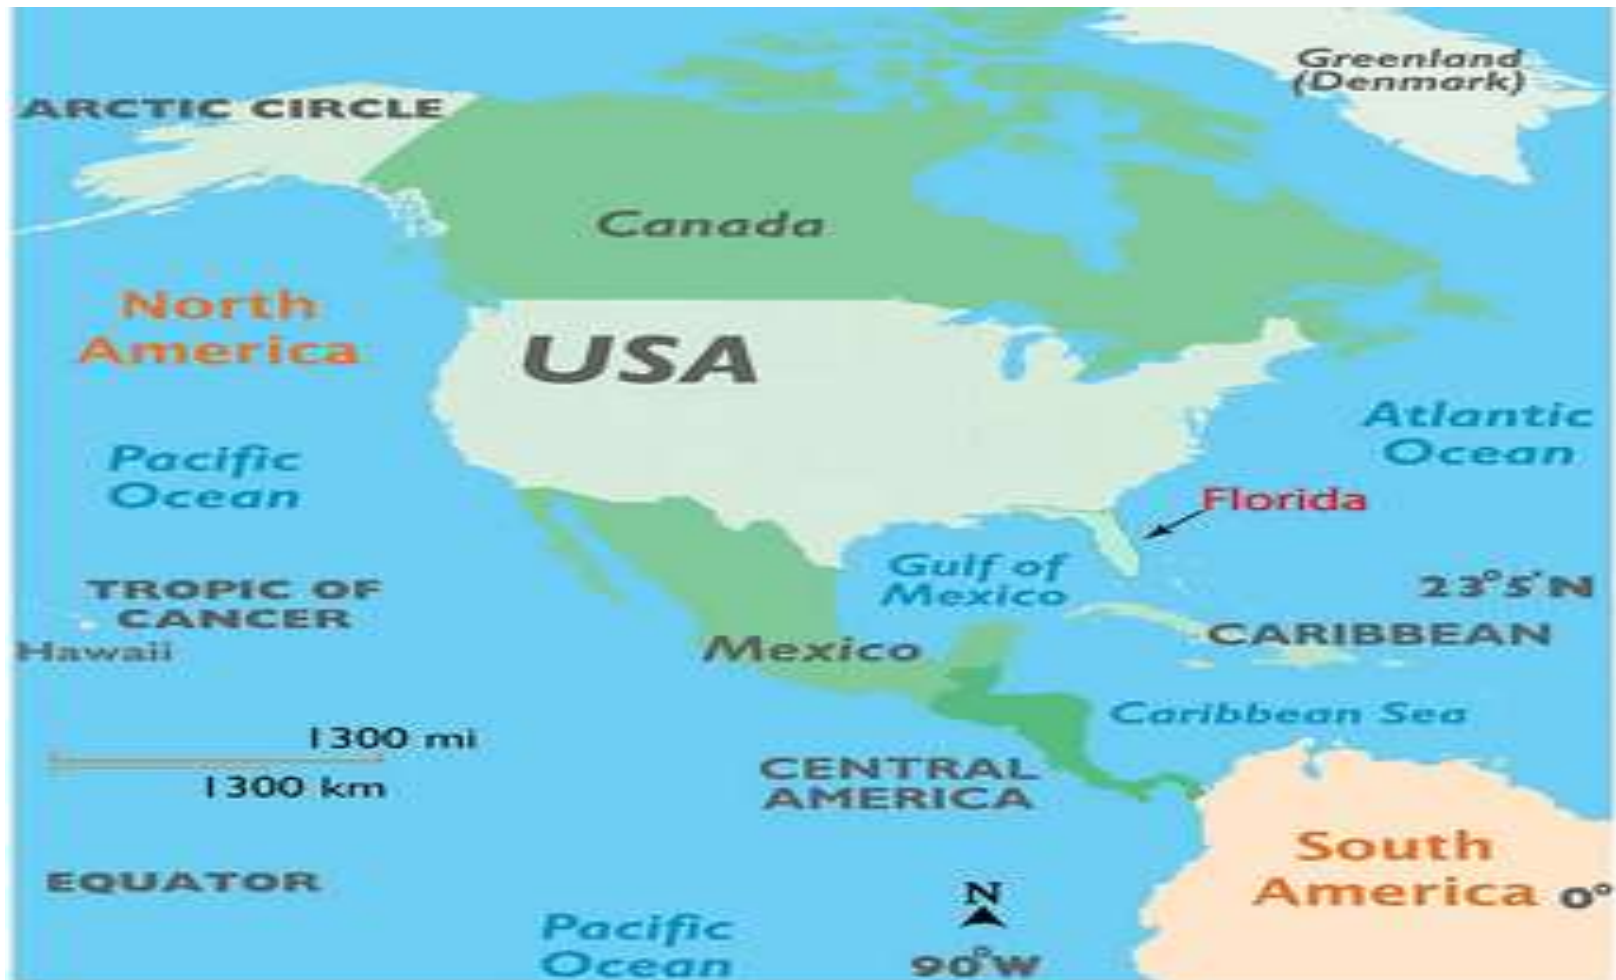 Greenland
(Denmark)
ARCTIC CIRCLE
Canada
North
America
USA
Atlantic
Ocean
Pacific
Ocean
Florida
Gulf of
Mexico
23°5'N
TROPIC OF
CANCER
CARIBBEAN
Hawaii
Mexico
Caribbean Sea
1300 mi
1300 km
CENTRAL
AMERICA
South
America
0°
EQUATOR
N
90°W
Pacific
Ocean